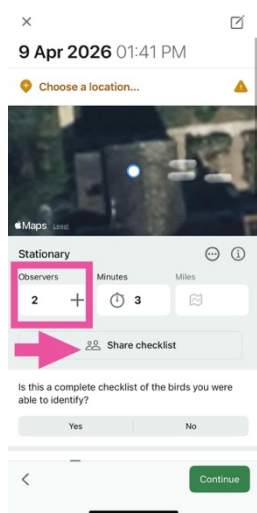 9 Apr 2026 01:41 PM
Choose a location...
Maps Legal
Stationary
Observers Minutes Miles
2 + 3
Share checklist
Is this a complete checklist of the birds you were
able to identify?
Yes No
Continue